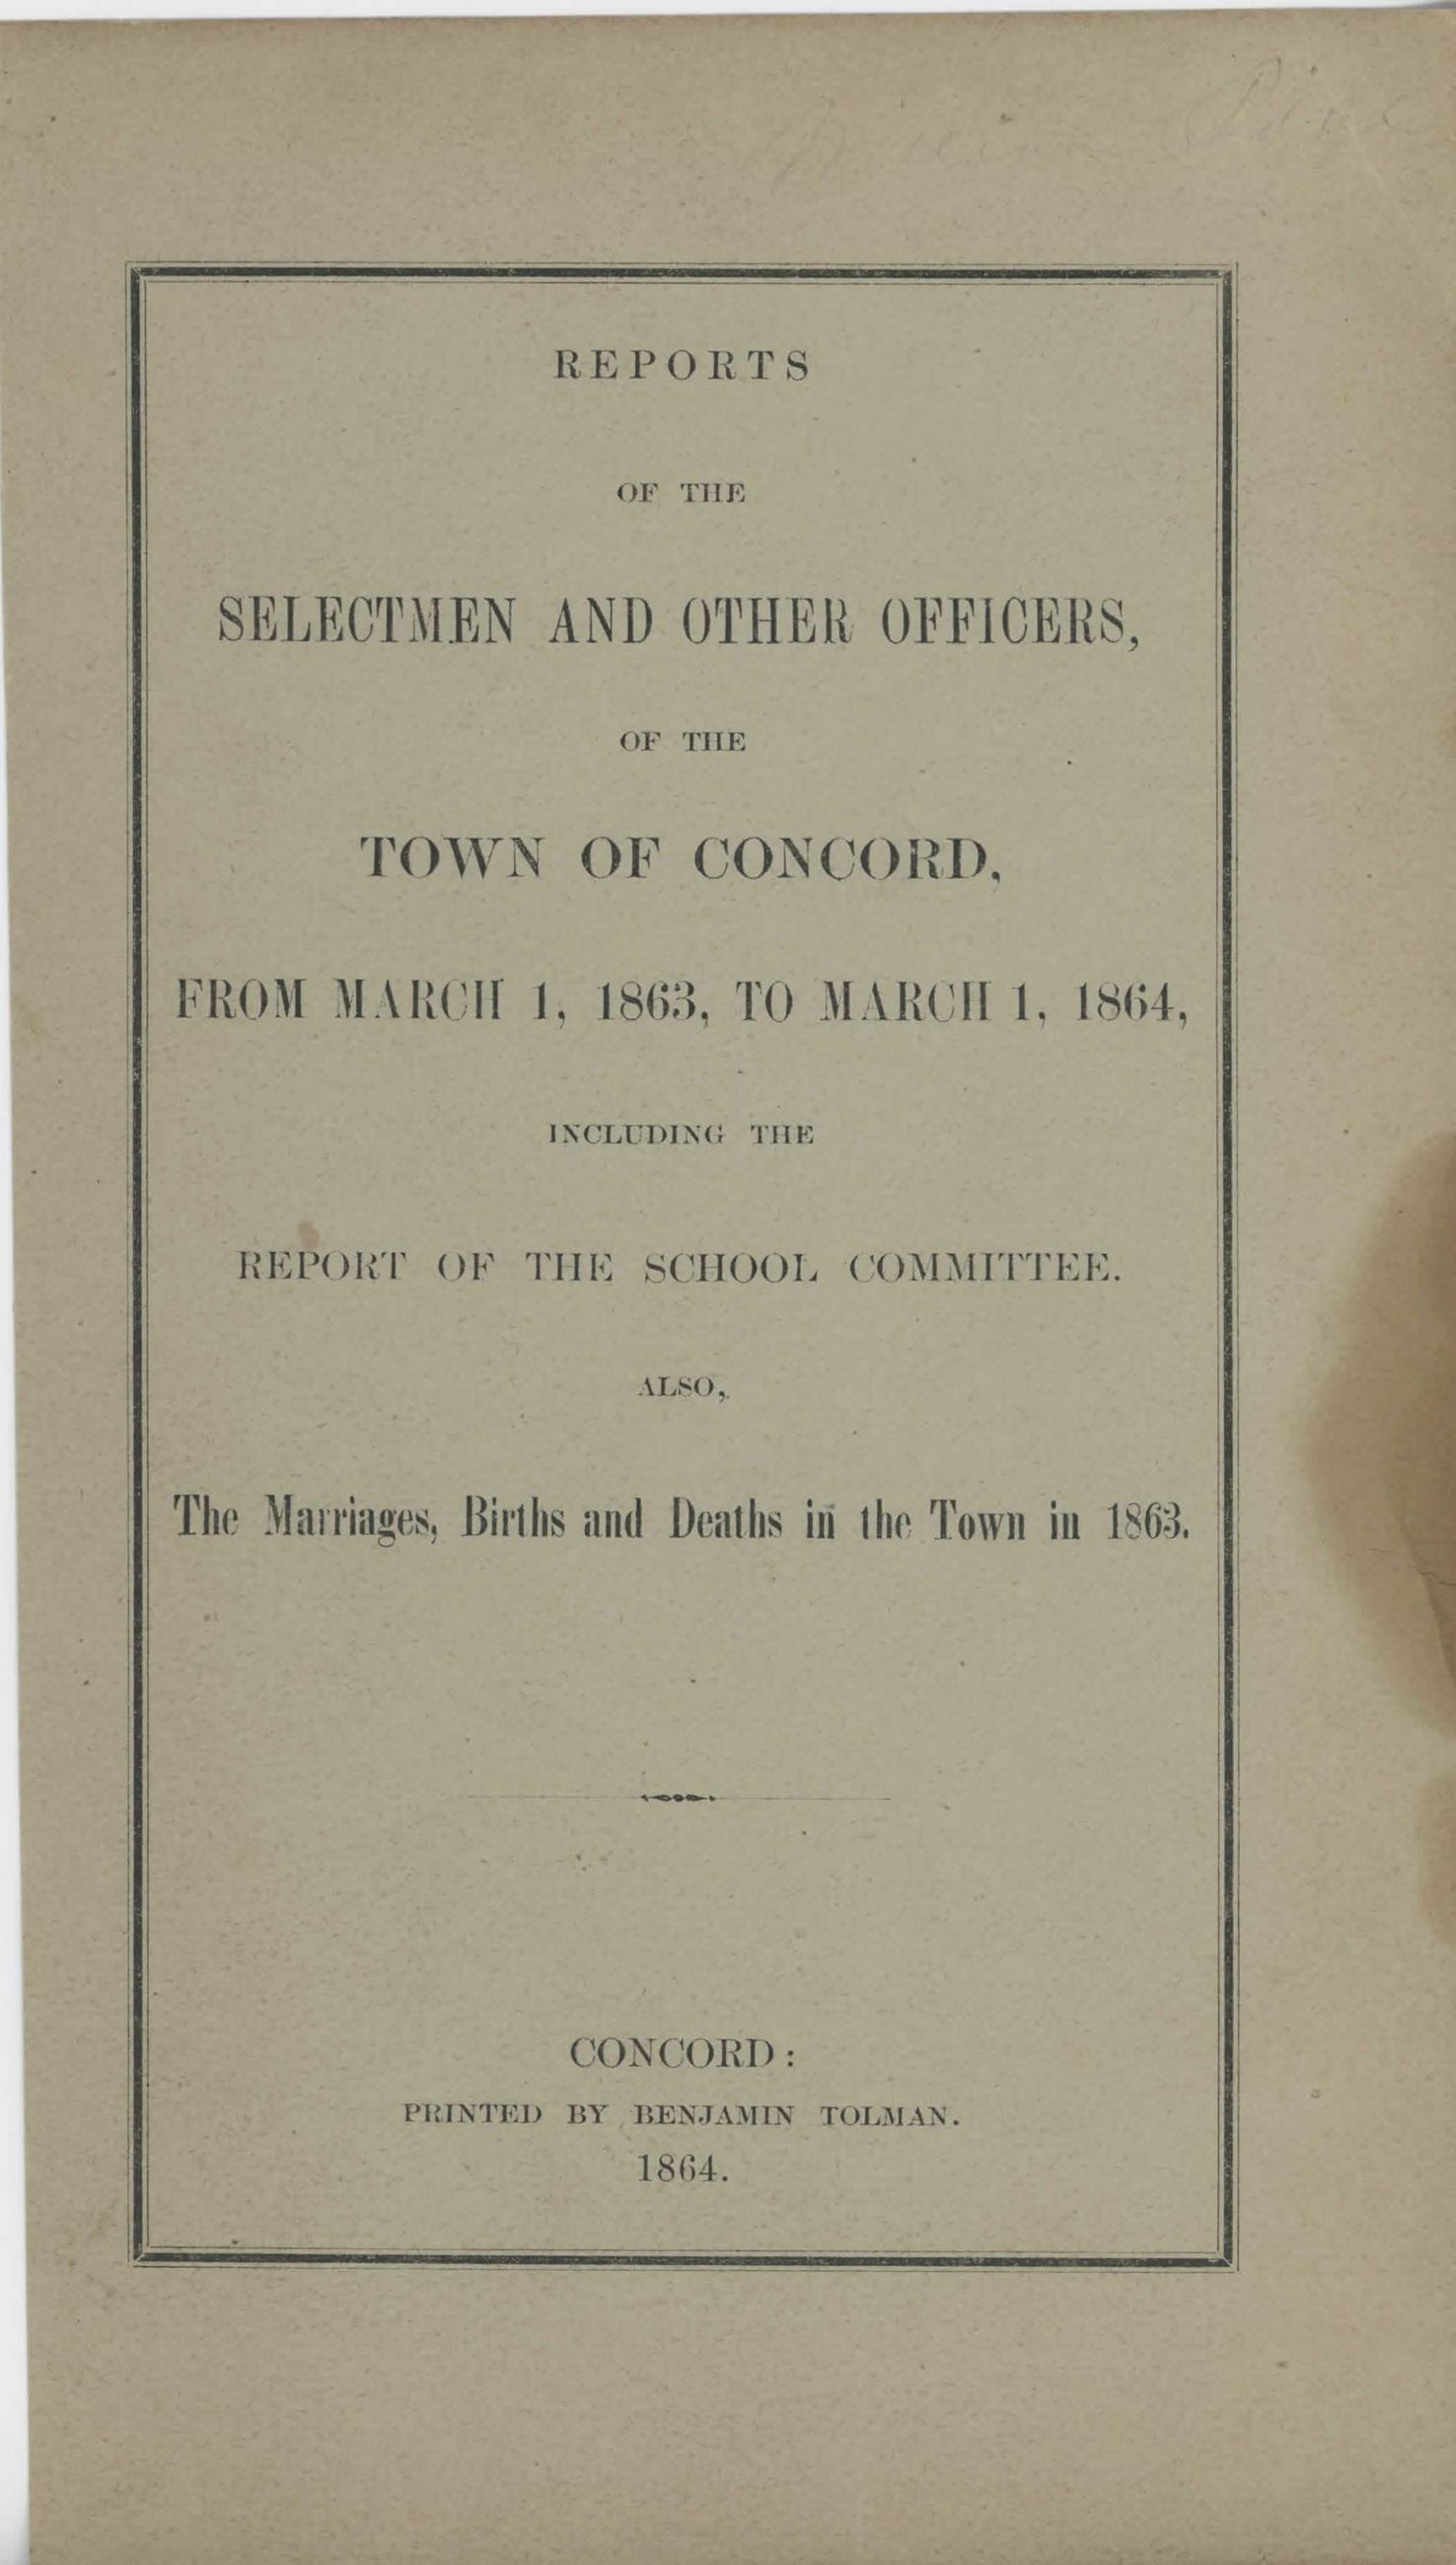 REPORTS
OF THE
SELECTMEN AND OTHER OFFICERS,
OF THE
TOWN OF CONCORD,
FROM MARCH 1, 1863, TO MARCH 1, 1864,
INCLUDING THE
REPORT OF THE SCHOOL COMMITTEE.
ALSO,
The Marriages, Births and Deaths in the Town in 1863.
CONCORD:
PRINTED BY BENJAMIN TOLMAN.
1864.